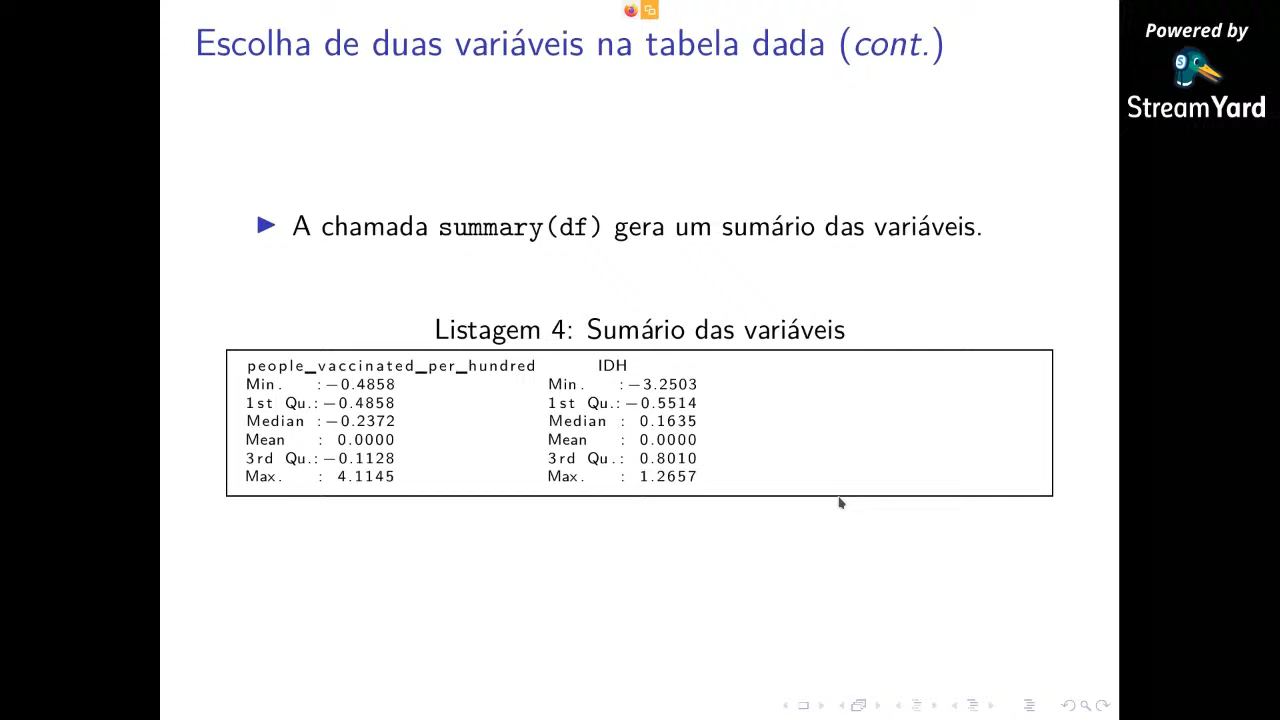 Escolha de duas variáveis na tabela dada (cont.)
Powered by
StreamYard
A chamada summary(df) gera um sumário das variáveis.
Listagem 4: Sumário das variáveis
people_vaccinated_per_hundred IDH
Min. :−0.4858 Min. :−3.2503
1st Qu.:−0.4858 1st Qu.:−0.5514
Median :−0.2372 Median : 0.1635
Mean : 0.0000 Mean : 0.0000
3rd Qu.:−0.1128 3rd Qu.: 0.8010
Max. : 4.1145 Max. : 1.2657